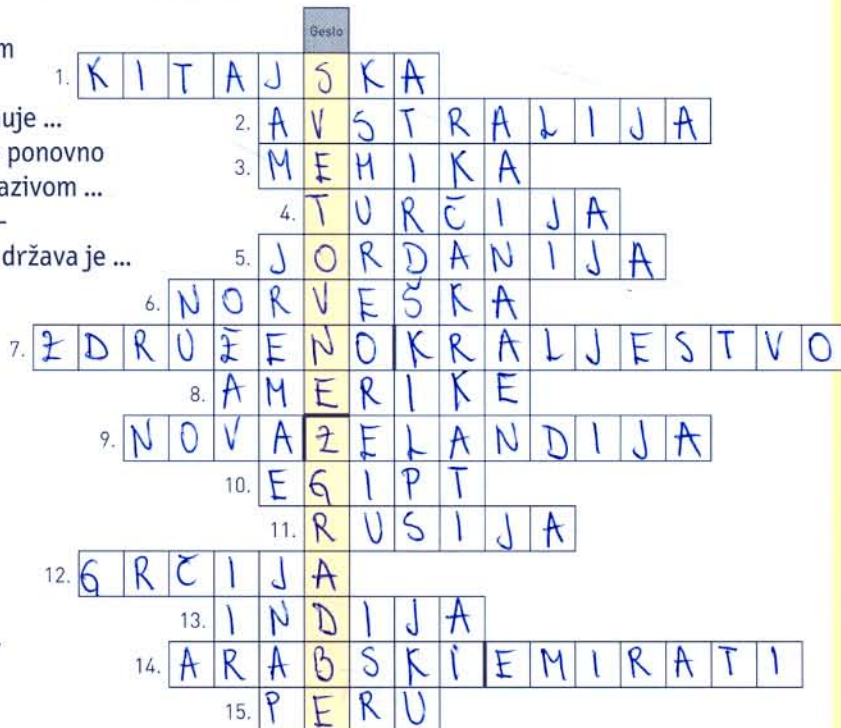 Geslo
m
1. KITAJSKA
uje ...
2. AVSTRALIJA
ponovno
3. MEHIKA
azivom ...
4. TURČIJA
-
država je ...
5. JORDANIJA
6. NORVEŠKA
7. ZDRUŽENO KRALJESTVO
8. AMERIKE
9. NOVA ZELANDIJA
10. EGIPT
11. RUSIJA
12. GRČIJA
13. INDIJA
14. ARABSKI EMIRATI
15. PERU